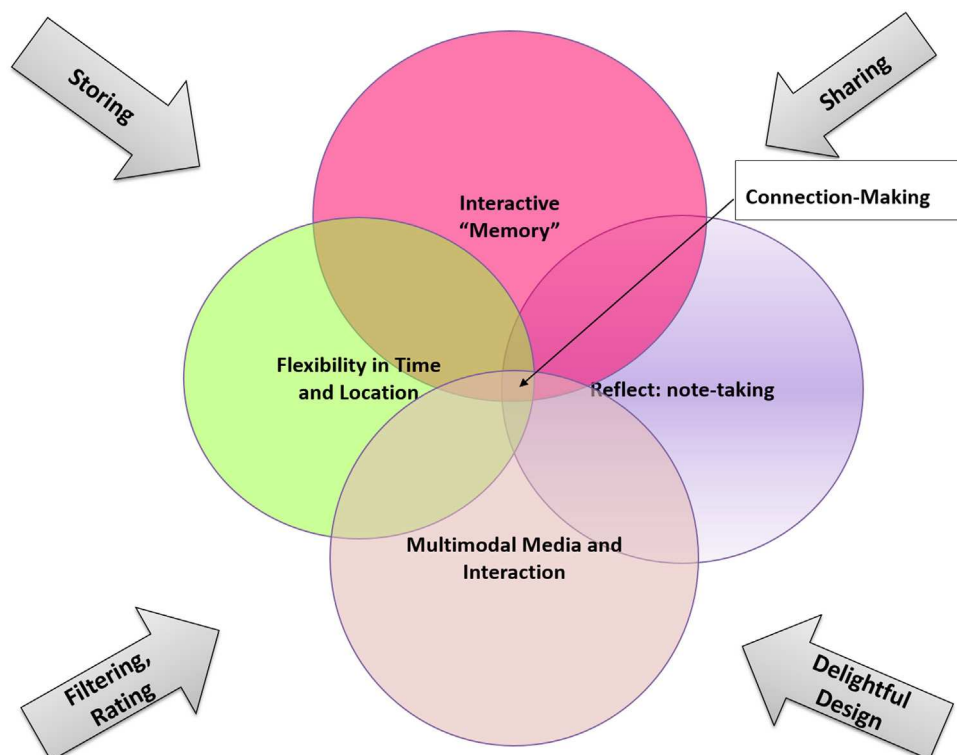 Storing
Sharing
Connection-Making
Interactive
“Memory”
Flexibility in Time
and Location
Reflect: note-taking
Multimodal Media and
Interaction
Filtering,
Rating
Delightful
Design